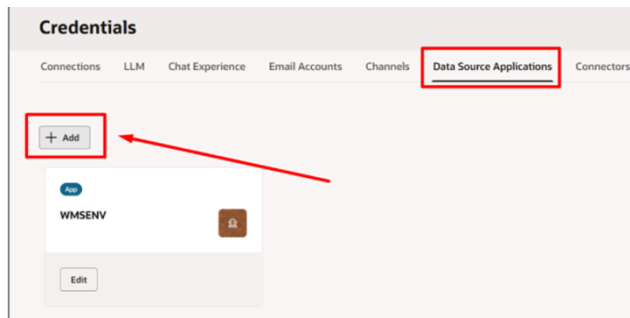 Credentials
Connections LLM Chat Experience Email Accounts Channels Data Source Applications Connectors
+ Add
App
WMSENV
Edit